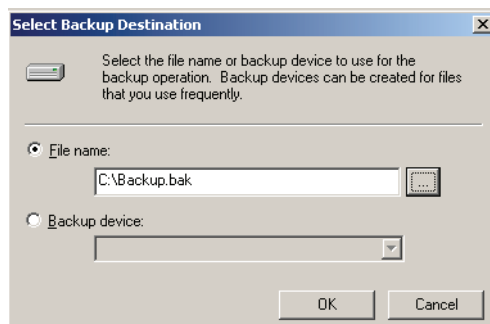 Select Backup Destination
Select the file name or backup device to use for the
backup operation. Backup devices can be created for files
that you use frequently.
File name:
C:\Backup.bak
...
Backup device:
OK Cancel